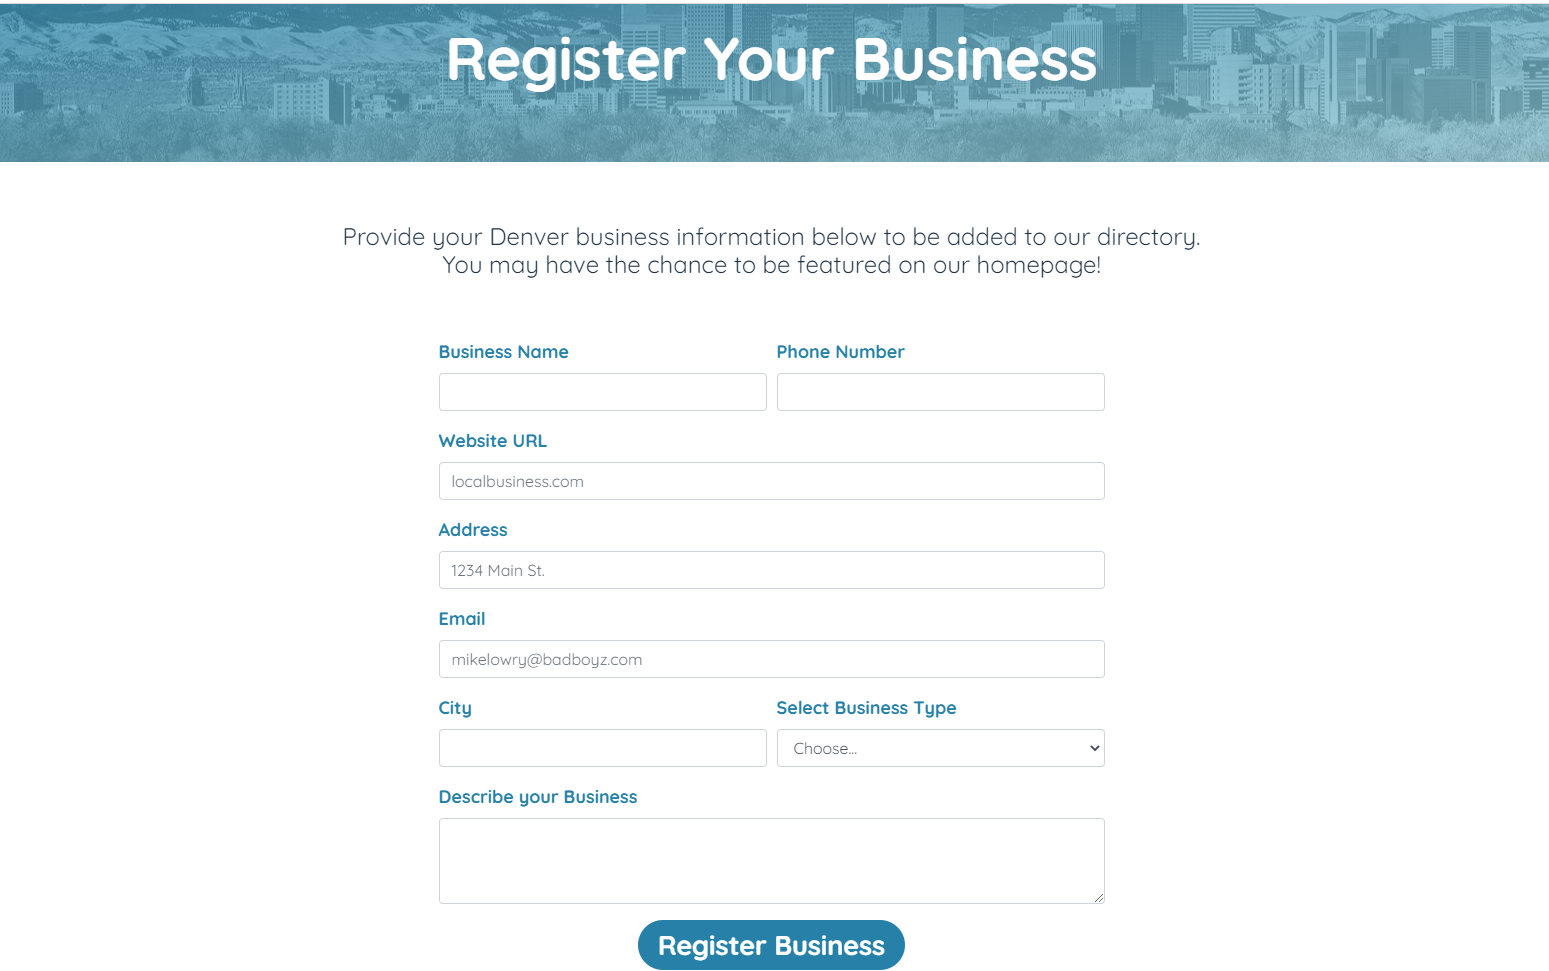 Register Your Business
Provide your Denver business information below to be added to our directory.
You may have the chance to be featured on our homepage!
Business Name
Phone Number
Website URL
localbusiness.com
Address
1234 Main St.
Email
mikelowry@badboyz.com
City
Select Business Type
Choose...
Describe your Business
Register Business